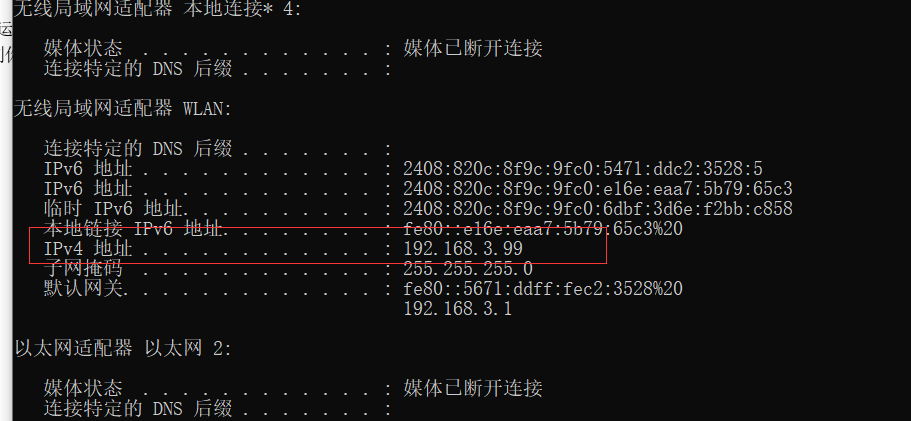 无线局域网适配器 本地连接* 4:
媒体状态 . . . . . . . . . . . . : 媒体已断开连接
连接特定的 DNS 后缀 . . . . . . . :
无线局域网适配器 WLAN:
连接特定的 DNS 后缀 . . . . . . . :
IPv6 地址 . . . . . . . . . . . . : 2408:820c:8f9c:9fc0:5471:ddc2:3528:5
IPv6 地址 . . . . . . . . . . . . : 2408:820c:8f9c:9fc0:e16e:eaa7:5b79:65c3
临时 IPv6 地址. . . . . . . . . . : 2408:820c:8f9c:9fc0:6dbf:3d6e:f2bb:c858
本地链接 IPv6 地址. . . . . . . . : fe80::e16e:eaa7:5b79:65c3%20
IPv4 地址 . . . . . . . . . . . . : 192.168.3.99
子网掩码 . . . . . . . . . . . . : 255.255.255.0
默认网关. . . . . . . . . . . . . : fe80::5671:ddff:fec2:3528%20
192.168.3.1
以太网适配器 以太网 2:
媒体状态 . . . . . . . . . . . . : 媒体已断开连接
连接特定的 DNS 后缀 . . . . . . . :